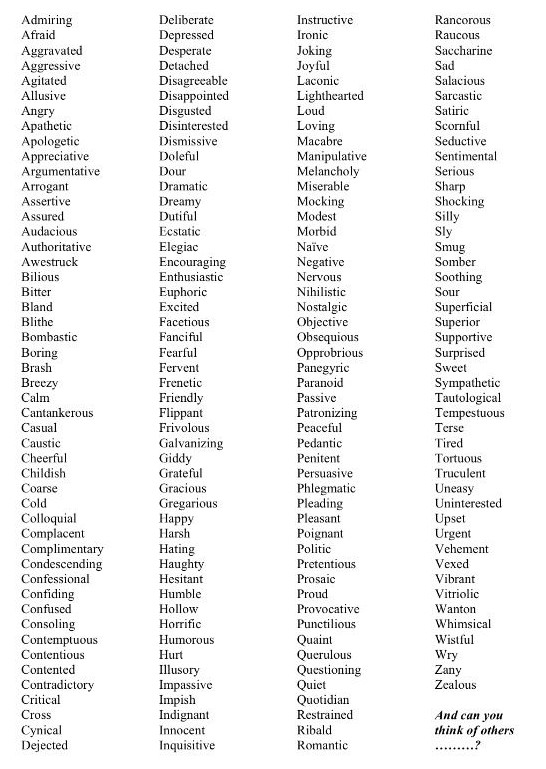 Admiring
Afraid
Aggravated
Aggressive
Agitated
Allusive
Angry
Apathetic
Apologetic
Appreciative
Argumentative
Arrogant
Assertive
Assured
Audacious
Authoritative
Awestruck
Bilious
Bitter
Bland
Blithe
Bombastic
Boring
Brash
Breezy
Calm
Cantankerous
Casual
Caustic
Cheerful
Childish
Coarse
Cold
Colloquial
Complacent
Complimentary
Condescending
Confessional
Confiding
Confused
Consoling
Contemptuous
Contentious
Contented
Contradictory
Critical
Cross
Cynical
Dejected
Deliberate
Depressed
Desperate
Detached
Disagreeable
Disappointed
Disgusted
Disinterested
Dismissive
Doleful
Dour
Dramatic
Dreamy
Dutiful
Ecstatic
Elegiac
Encouraging
Enthusiastic
Euphoric
Excited
Facetious
Fanciful
Fearful
Fervent
Frenetic
Friendly
Flippant
Frivolous
Galvanizing
Giddy
Grateful
Gracious
Gregarious
Happy
Harsh
Hating
Haughty
Hesitant
Humble
Hollow
Horrific
Humorous
Hurt
Illusory
Impassive
Impish
Indignant
Innocent
Inquisitive
Instructive
Ironic
Joking
Joyful
Laconic
Lighthearted
Loud
Loving
Macabre
Manipulative
Melancholy
Miserable
Mocking
Modest
Morbid
Naïve
Negative
Nervous
Nihilistic
Nostalgic
Objective
Obsequious
Opprobrious
Panegyric
Paranoid
Passive
Patronizing
Peaceful
Pedantic
Penitent
Persuasive
Phlegmatic
Pleading
Pleasant
Poignant
Politic
Pretentious
Prosaic
Proud
Provocative
Punctilious
Quaint
Querulous
Questioning
Quiet
Quotidian
Restrained
Ribald
Romantic
Rancorous
Raucous
Saccharine
Sad
Salacious
Sarcastic
Satiric
Scornful
Seductive
Sentimental
Serious
Sharp
Shocking
Silly
Sly
Smug
Somber
Soothing
Sour
Superficial
Superior
Supportive
Surprised
Sweet
Sympathetic
Tautological
Tempestuous
Terse
Tired
Tortuous
Truculent
Uneasy
Uninterested
Upset
Urgent
Vehement
Vexed
Vibrant
Vitriolic
Wanton
Whimsical
Wistful
Wry
Zany
Zealous
And can you
think of others
………?